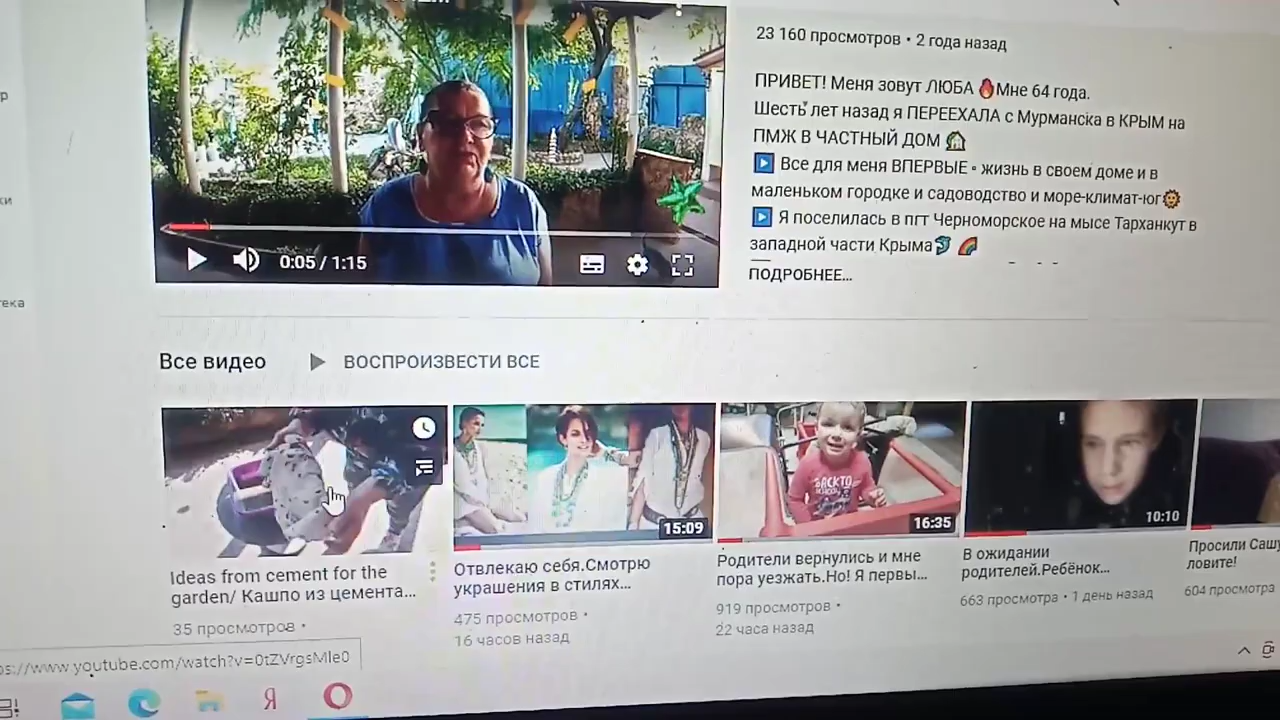 23 160 просмотров • 2 года назад
ПРИВЕТ! Меня зовут ЛЮБА 🔥Мне 64 года.
Шесть лет назад я ПЕРЕЕХАЛА с Мурманска в КРЫМ на
ПМЖ В ЧАСТНЫЙ ДОМ 🏠
▶ Все для меня ВПЕРВЫЕ • жизнь в своем доме и в
маленьком городке и садоводство и море-климат-юг🌞
▶ Я поселилась в пгт Черноморское на мысе Тарханкут в
западной части Крыма🐬 🌈
ПОДРОБНЕЕ...
0:05 / 1:15
Все видео
ВОСПРОИЗВЕСТИ ВСЕ
Ideas from cement for the
garden/ Кашпо из цемента...
35 просмотров •
15:09
Отвлекаю себя.Смотрю
украшения в стилях...
475 просмотров •
16 часов назад
BACK TO
16:35
Родители вернулись и мне
пора уезжать.Но! Я первы...
919 просмотров •
22 часа назад
10:10
В ожидании
родителей.Ребёнок...
663 просмотра • 1 день назад
Просили Сашу
ловите!
604 просмотра
ps://www.youtube.com/watch?v=0tZVrgsMle0
Я